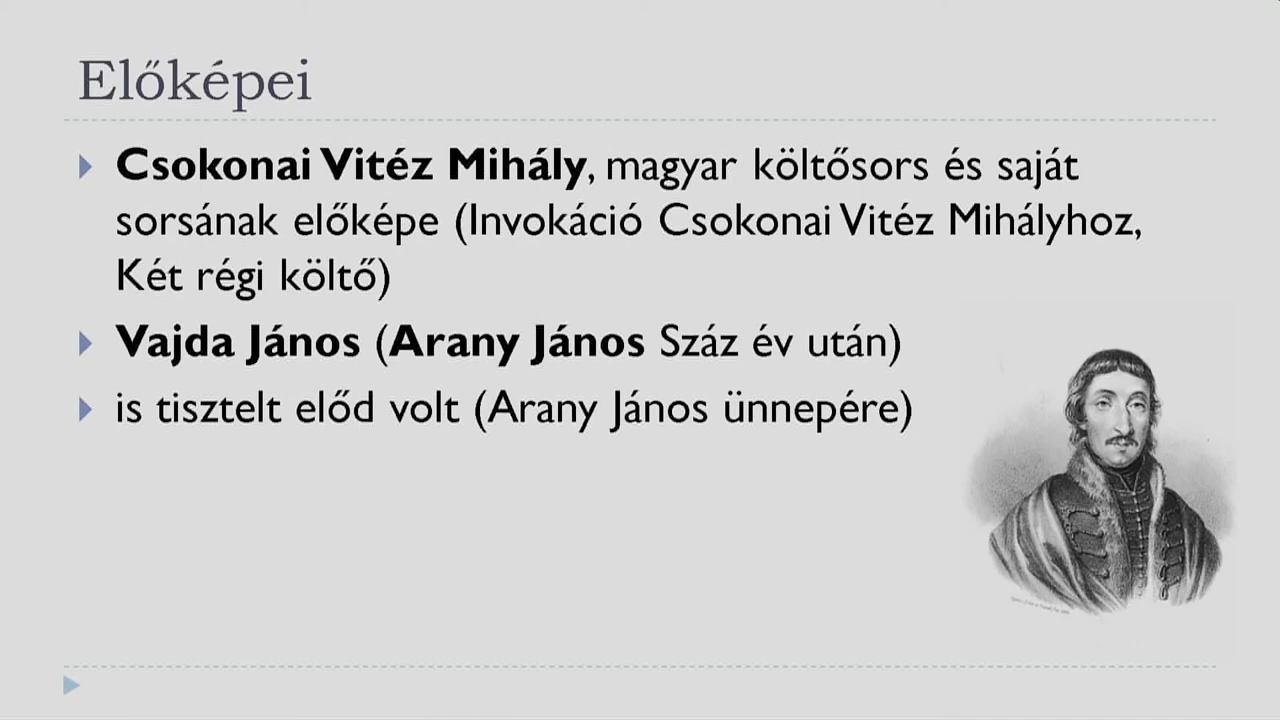 Előképei
Csokonai Vitéz Mihály, magyar költősors és saját
sorsának előképe (Invokáció Csokonai Vitéz Mihályhoz,
Két régi költő)
Vajda János (Arany János Száz év után)
is tisztelt előd volt (Arany János ünnepére)